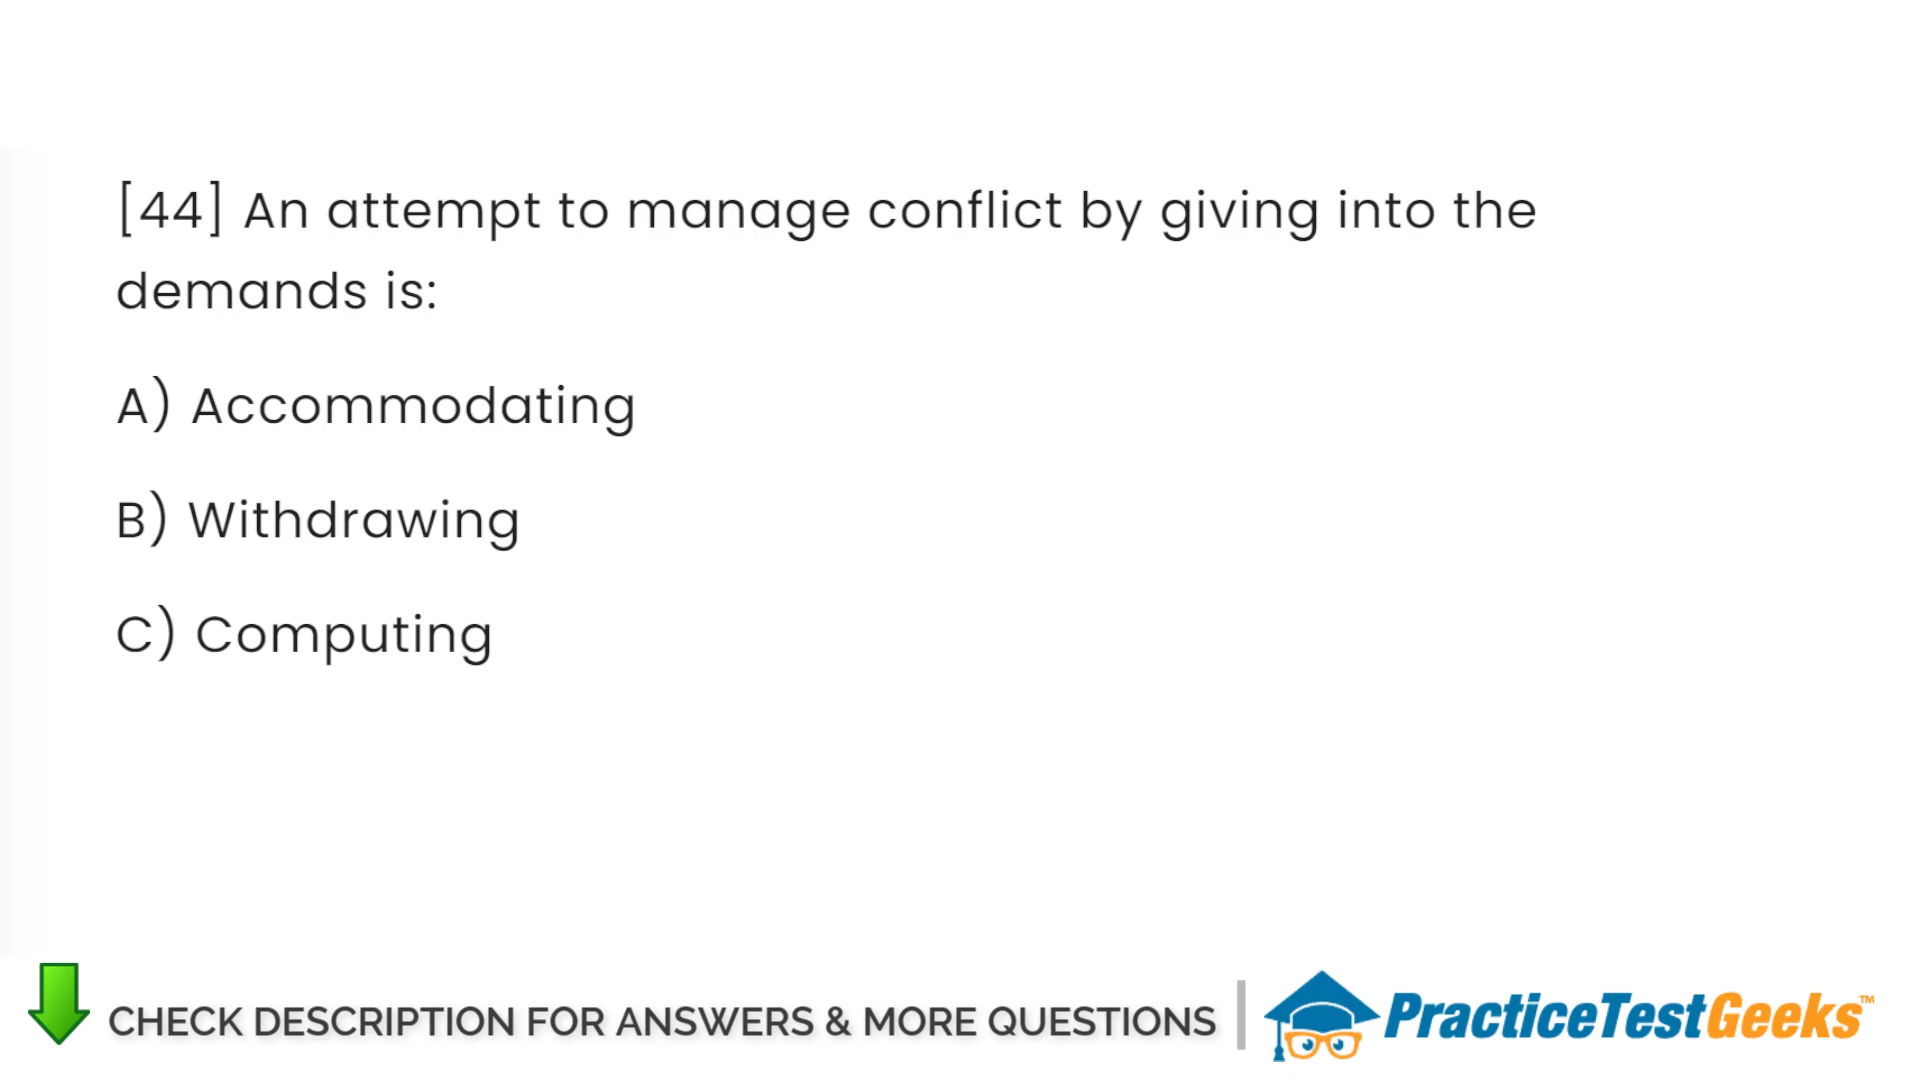 [44] An attempt to manage conflict by giving into the
demands is:
A) Accommodating
B) Withdrawing
C) Computing
CHECK DESCRIPTION FOR ANSWERS & MORE QUESTIONS
PracticeTestGeeks™